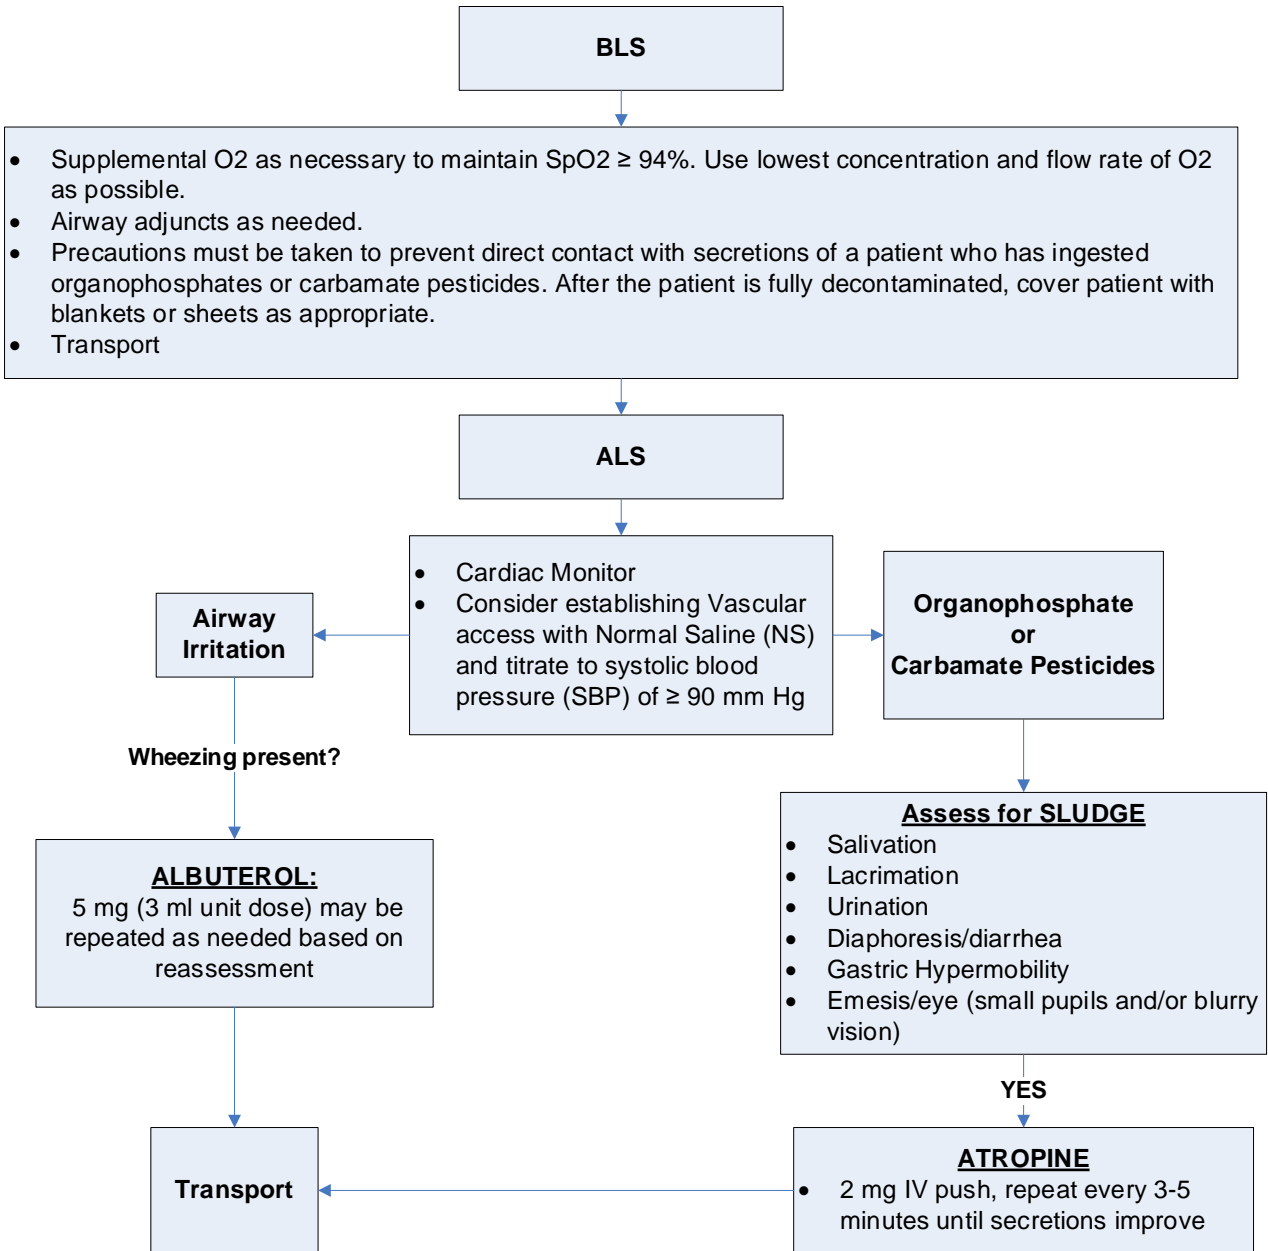 BLS
• Supplemental O2 as necessary to maintain SpO2 ≥ 94%. Use lowest concentration and flow rate of O2
as possible.
• Airway adjuncts as needed.
• Precautions must be taken to prevent direct contact with secretions of a patient who has ingested
organophosphates or carbamate pesticides. After the patient is fully decontaminated, cover patient with
blankets or sheets as appropriate.
• Transport
ALS
• Cardiac Monitor
• Consider establishing Vascular
access with Normal Saline (NS)
and titrate to systolic blood
pressure (SBP) of ≥ 90 mm Hg
Airway
Irritation
Organophosphate
or
Carbamate Pesticides
Wheezing present?
ALBUTEROL:
5 mg (3 ml unit dose) may be
repeated as needed based on
reassessment
Assess for SLUDGE
• Salivation
• Lacrimation
• Urination
• Diaphoresis/diarrhea
• Gastric Hypermobility
• Emesis/eye (small pupils and/or blurry
vision)
YES
ATROPINE
• 2 mg IV push, repeat every 3-5
minutes until secretions improve
Transport